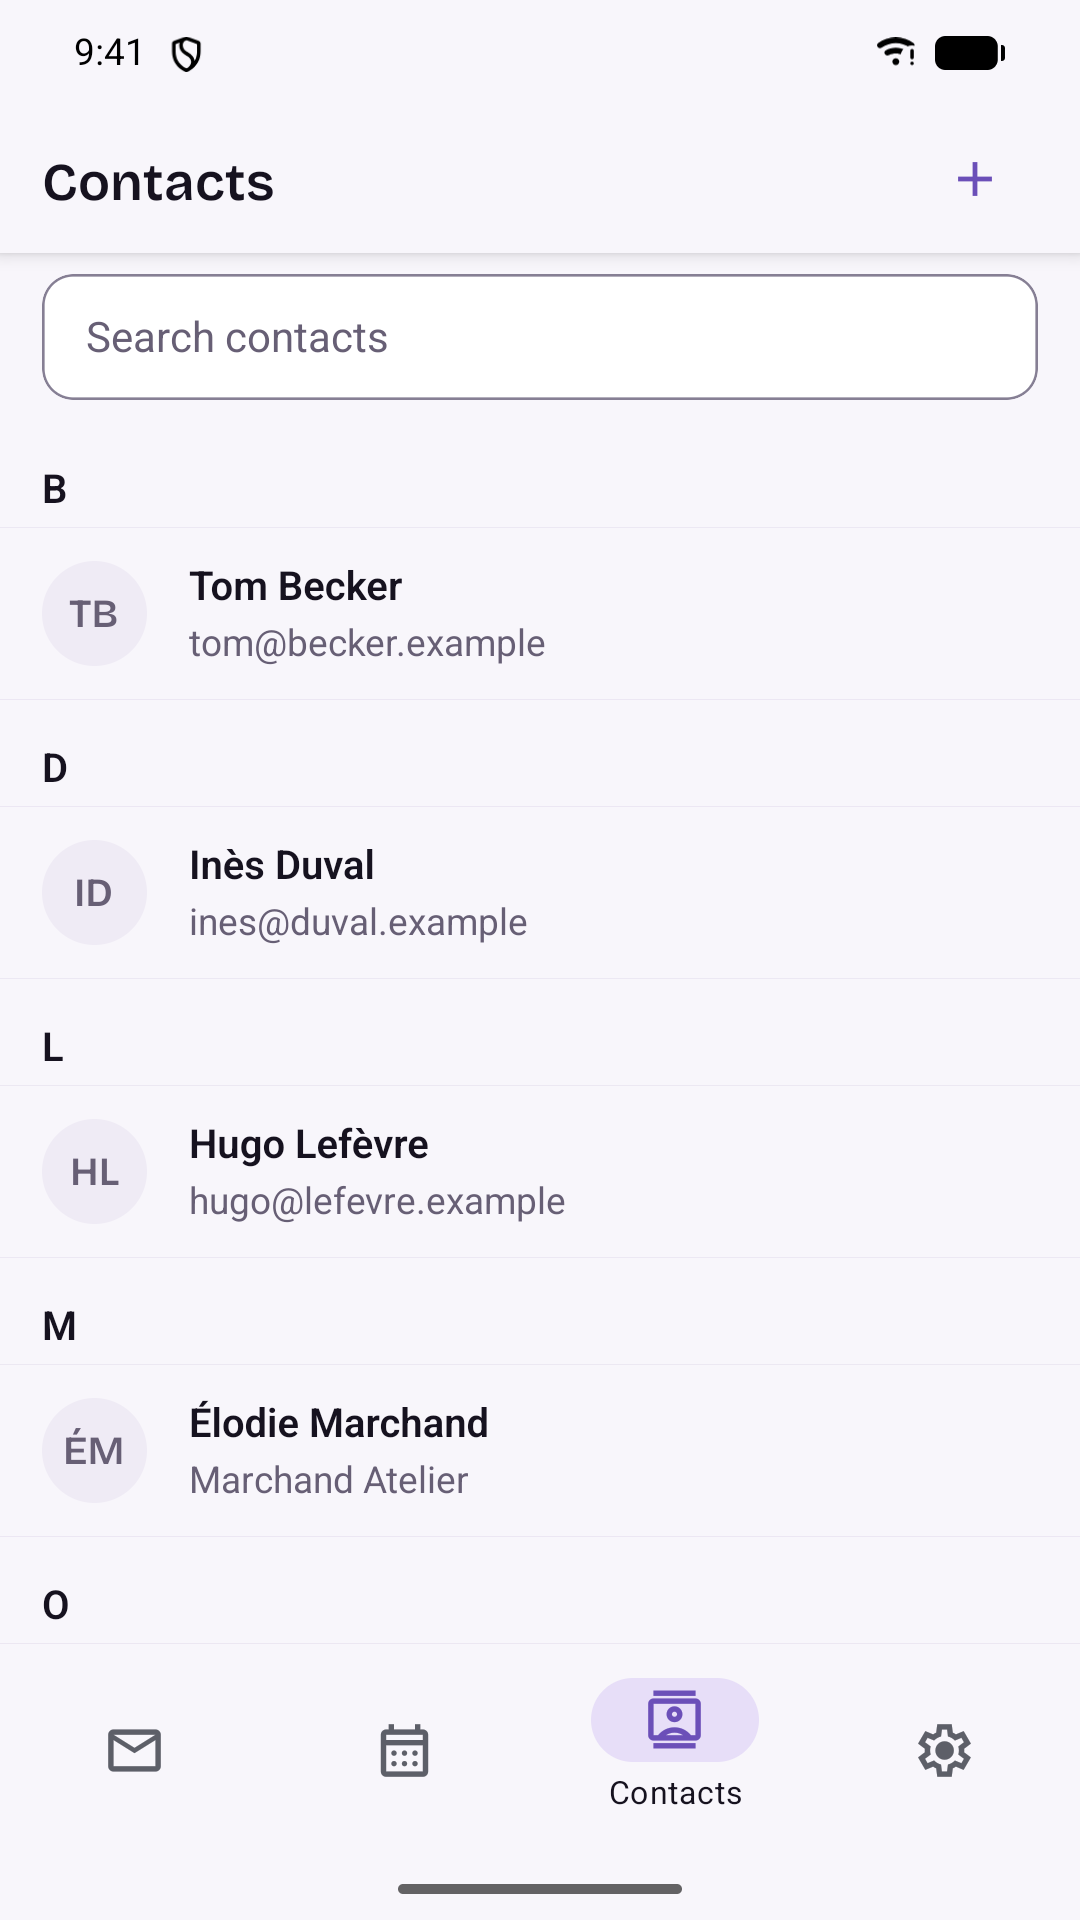 9:41
Contacts
Search contacts
B
TB
Tom Becker
tom@becker.example
D
ID
Inès Duval
ines@duval.example
L
HL
Hugo Lefèvre
hugo@lefevre.example
M
ÉM
Élodie Marchand
Marchand Atelier
O
Contacts